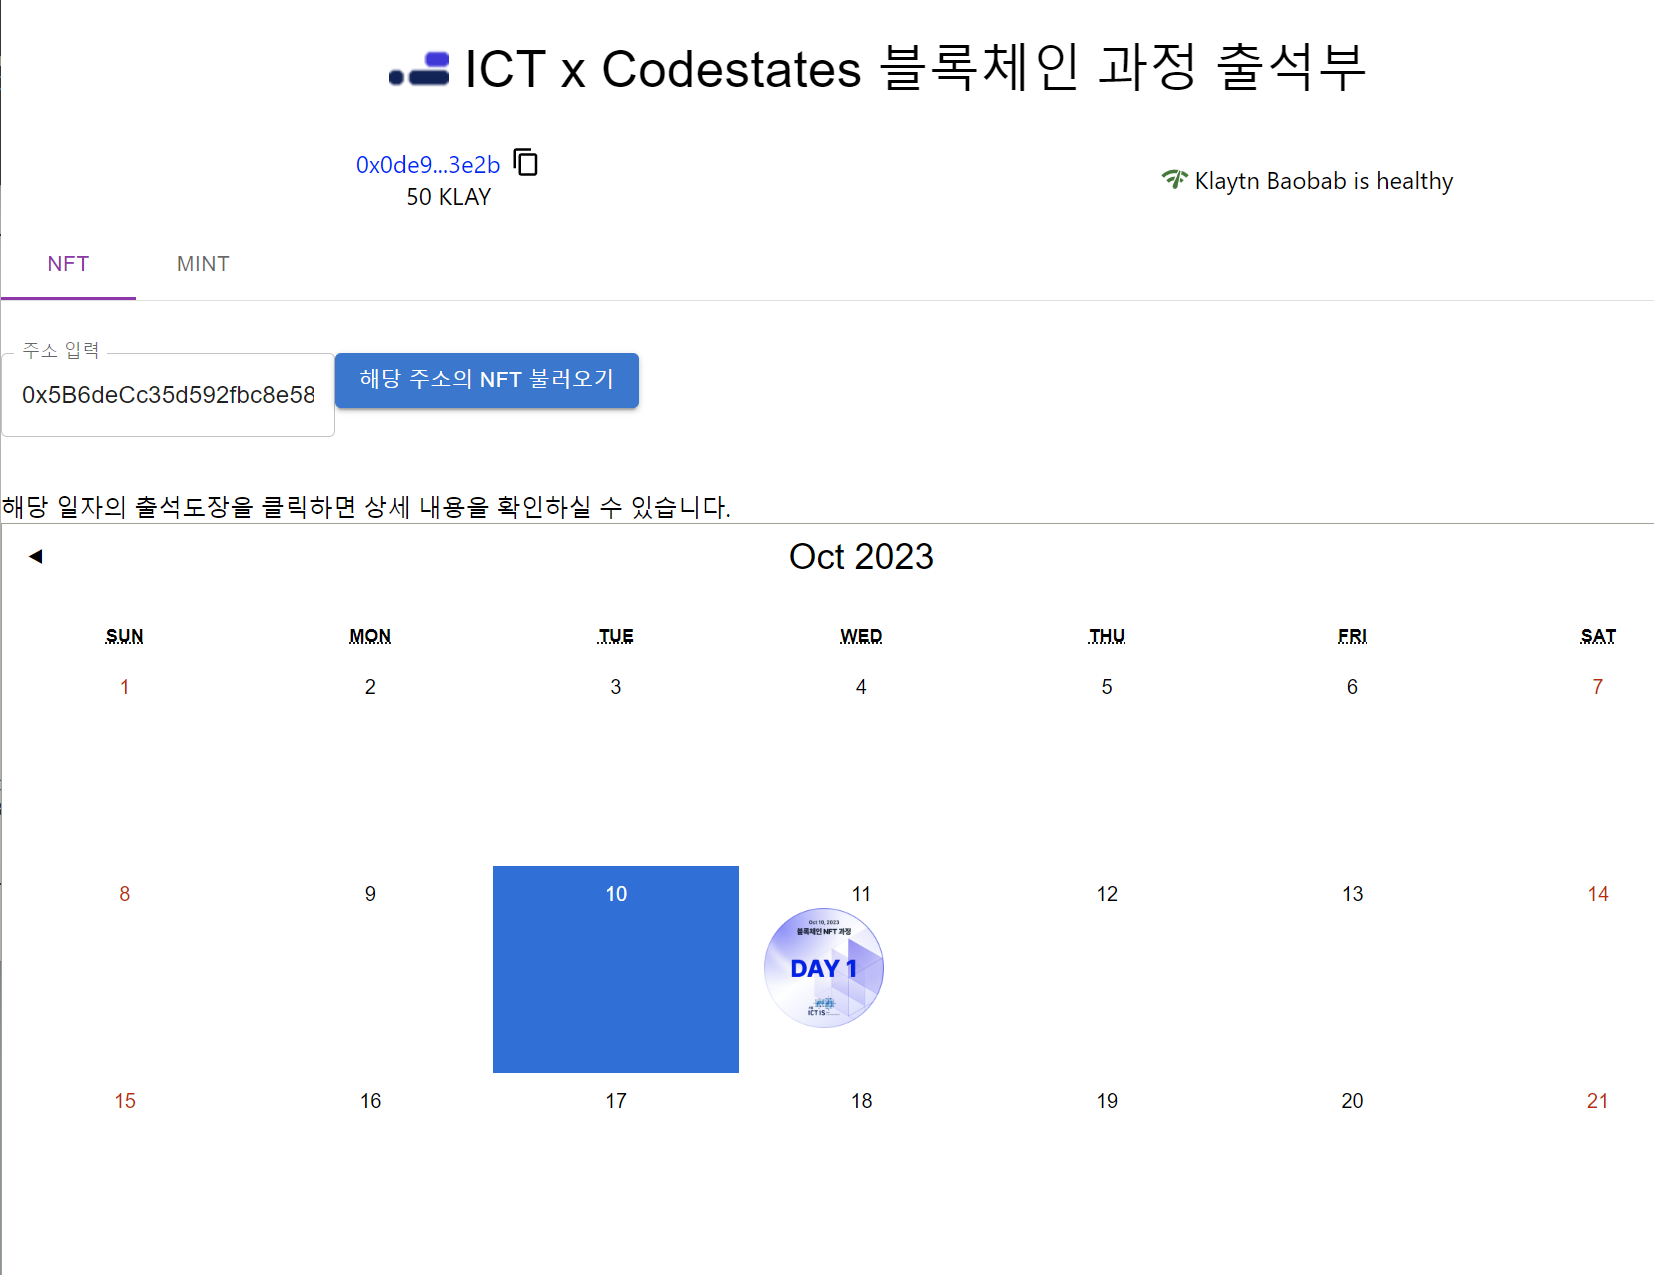 ICT x Codestates 블록체인 과정 출석부
0x0de9...3e2b
50 KLAY
Klaytn Baobab is healthy
NFT MINT
주소 입력
0x5B6deCc35d592fbc8e58
해당 주소의 NFT 불러오기
해당 일자의 출석도장을 클릭하면 상세 내용을 확인하실 수 있습니다.
◀ Oct 2023
SUN MON TUE WED THU FRI SAT
1 2 3 4 5 6 7
8 9 10 11 12 13 14
Oct 10, 2023
블록체인 NFT 과정
DAY 1
ICT IS
15 16 17 18 19 20 21